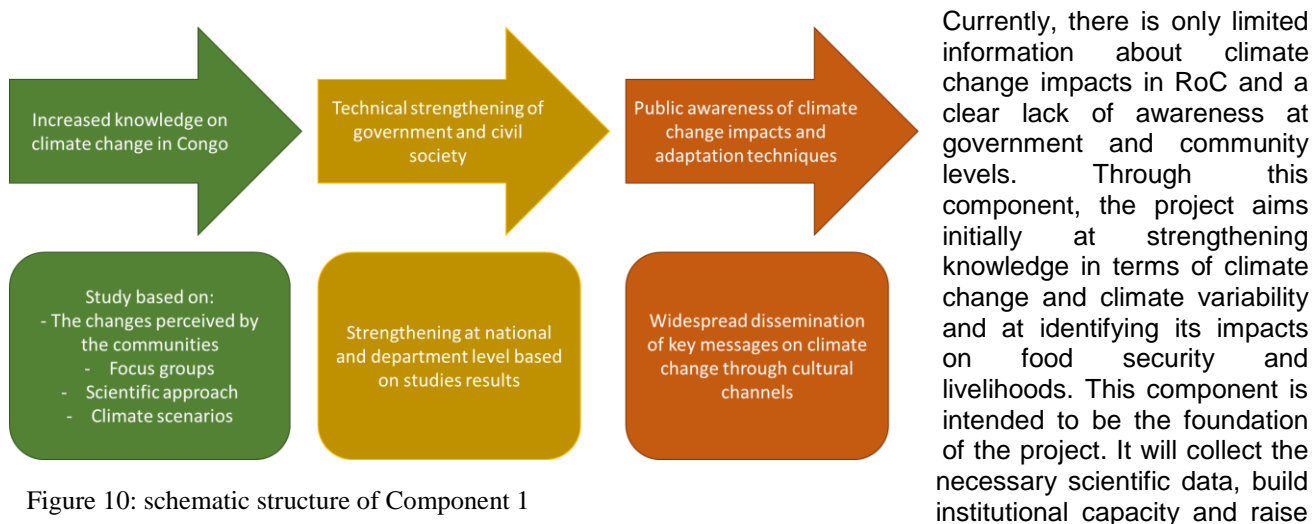 Increased knowledge on
climate change in Congo
Technical strengthening of
government and civil
society
Public awareness of climate
change impacts and
adaptation techniques
Study based on:
- The changes perceived by
the communities
- Focus groups
- Scientific approach
- Climate scenarios
Strengthening at national
and department level based
on studies results
Widespread dissemination
of key messages on climate
change through cultural
channels
Figure 10: schematic structure of Component 1
Currently, there is only limited
information about climate
change impacts in RoC and a
clear lack of awareness at
government and community
levels. Through this
component, the project aims
initially at strengthening
knowledge in terms of climate
change and climate variability
and at identifying its impacts
on food security and
livelihoods. This component is
intended to be the foundation
of the project. It will collect the
necessary scientific data, build
institutional capacity and raise